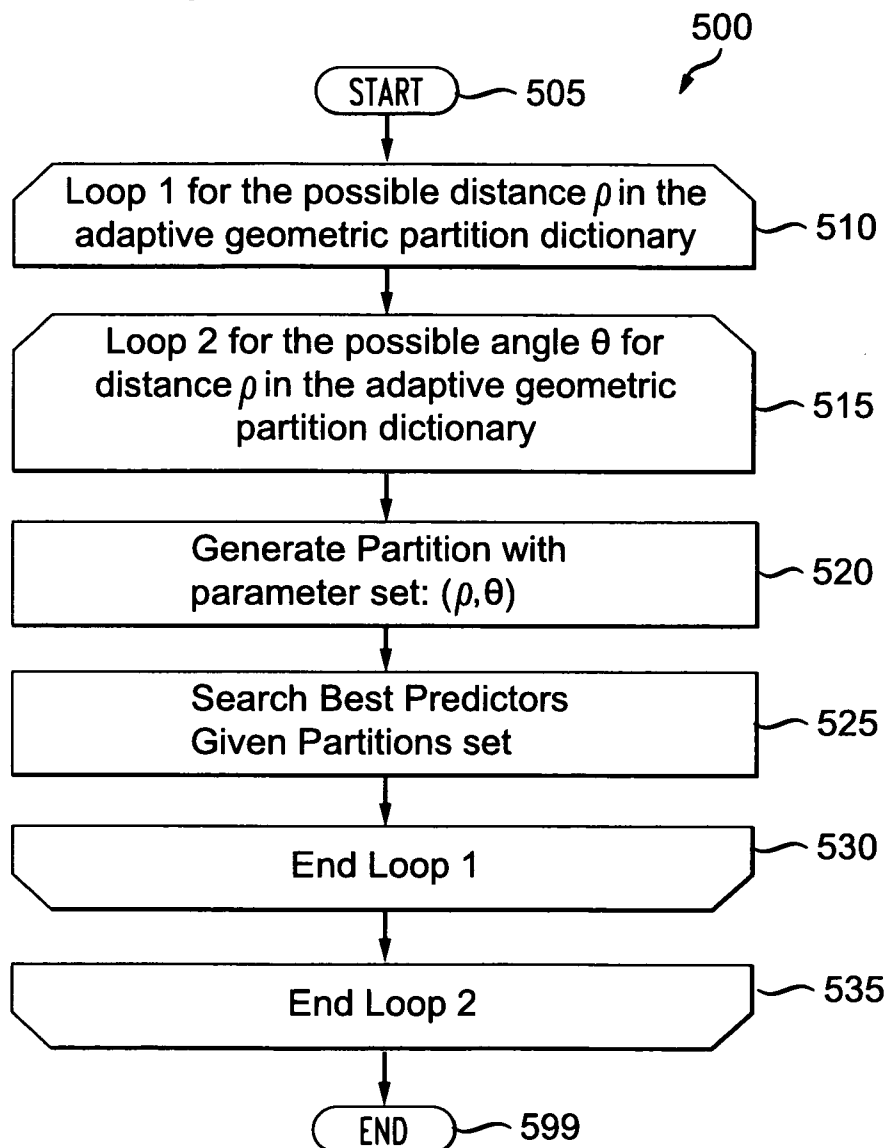 500
START
505
Loop 1 for the possible distance ρ in the
adaptive geometric partition dictionary
510
Loop 2 for the possible angle θ for
distance ρ in the adaptive geometric
partition dictionary
515
Generate Partition with
parameter set: (ρ,θ)
520
Search Best Predictors
Given Partitions set
525
End Loop 1
530
End Loop 2
535
END
599